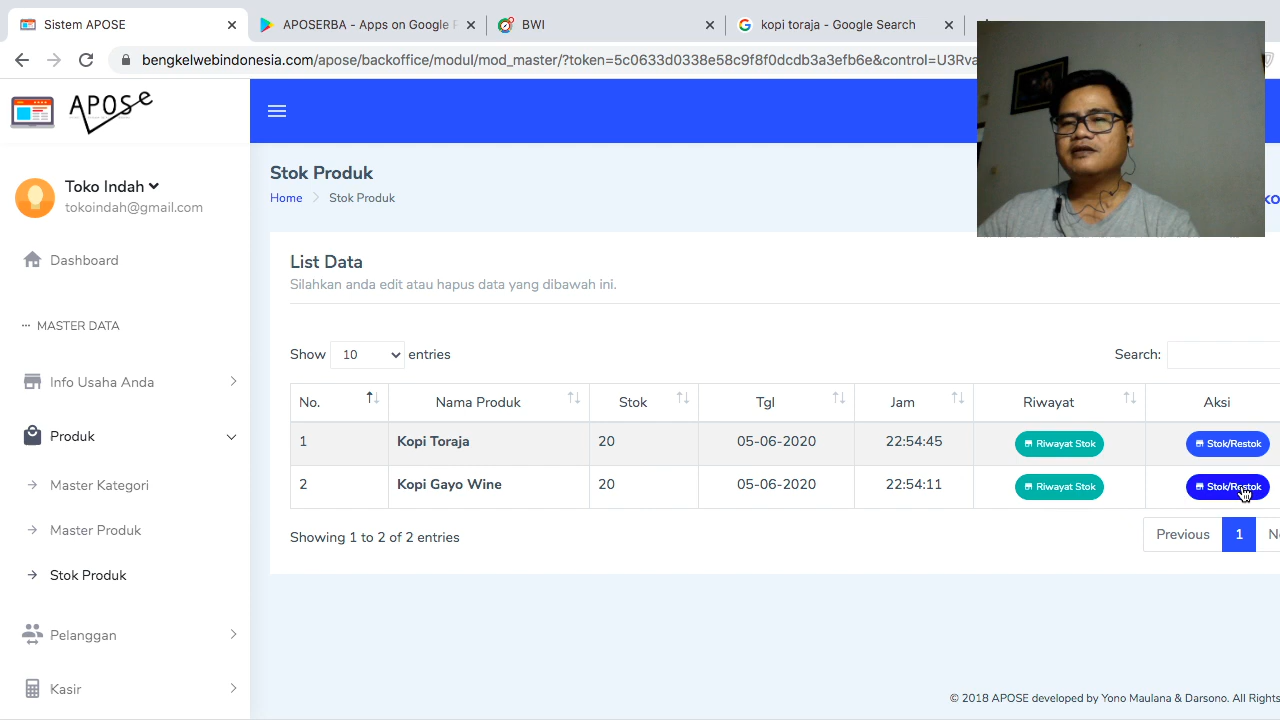 Sistem APOSE
APOSERBA - Apps on Google P
BWI
kopi toraja - Google Search
bengkelwebindonesia.com/apose/backoffice/modul/mod_master/?token=5c0633d0338e58c9f8f0dcdb3a3efb6e&control=U3Rva
APOSe
Toko Indah
tokoindah@gmail.com
Dashboard
MASTER DATA
Info Usaha Anda
Produk
Master Kategori
Master Produk
Stok Produk
Pelanggan
Kasir
Stok Produk
Home Stok Produk
List Data
Silahkan anda edit atau hapus data yang dibawah ini.
Show 10 entries
Search:
No. Nama Produk Stok Tgl Jam Riwayat Aksi
1 Kopi Toraja 20 05-06-2020 22:54:45 Riwayat Stok Stok/Restok
2 Kopi Gayo Wine 20 05-06-2020 22:54:11 Riwayat Stok Stok/Restok
Showing 1 to 2 of 2 entries
Previous 1
© 2018 APOSE developed by Yono Maulana & Darsono. All Rights